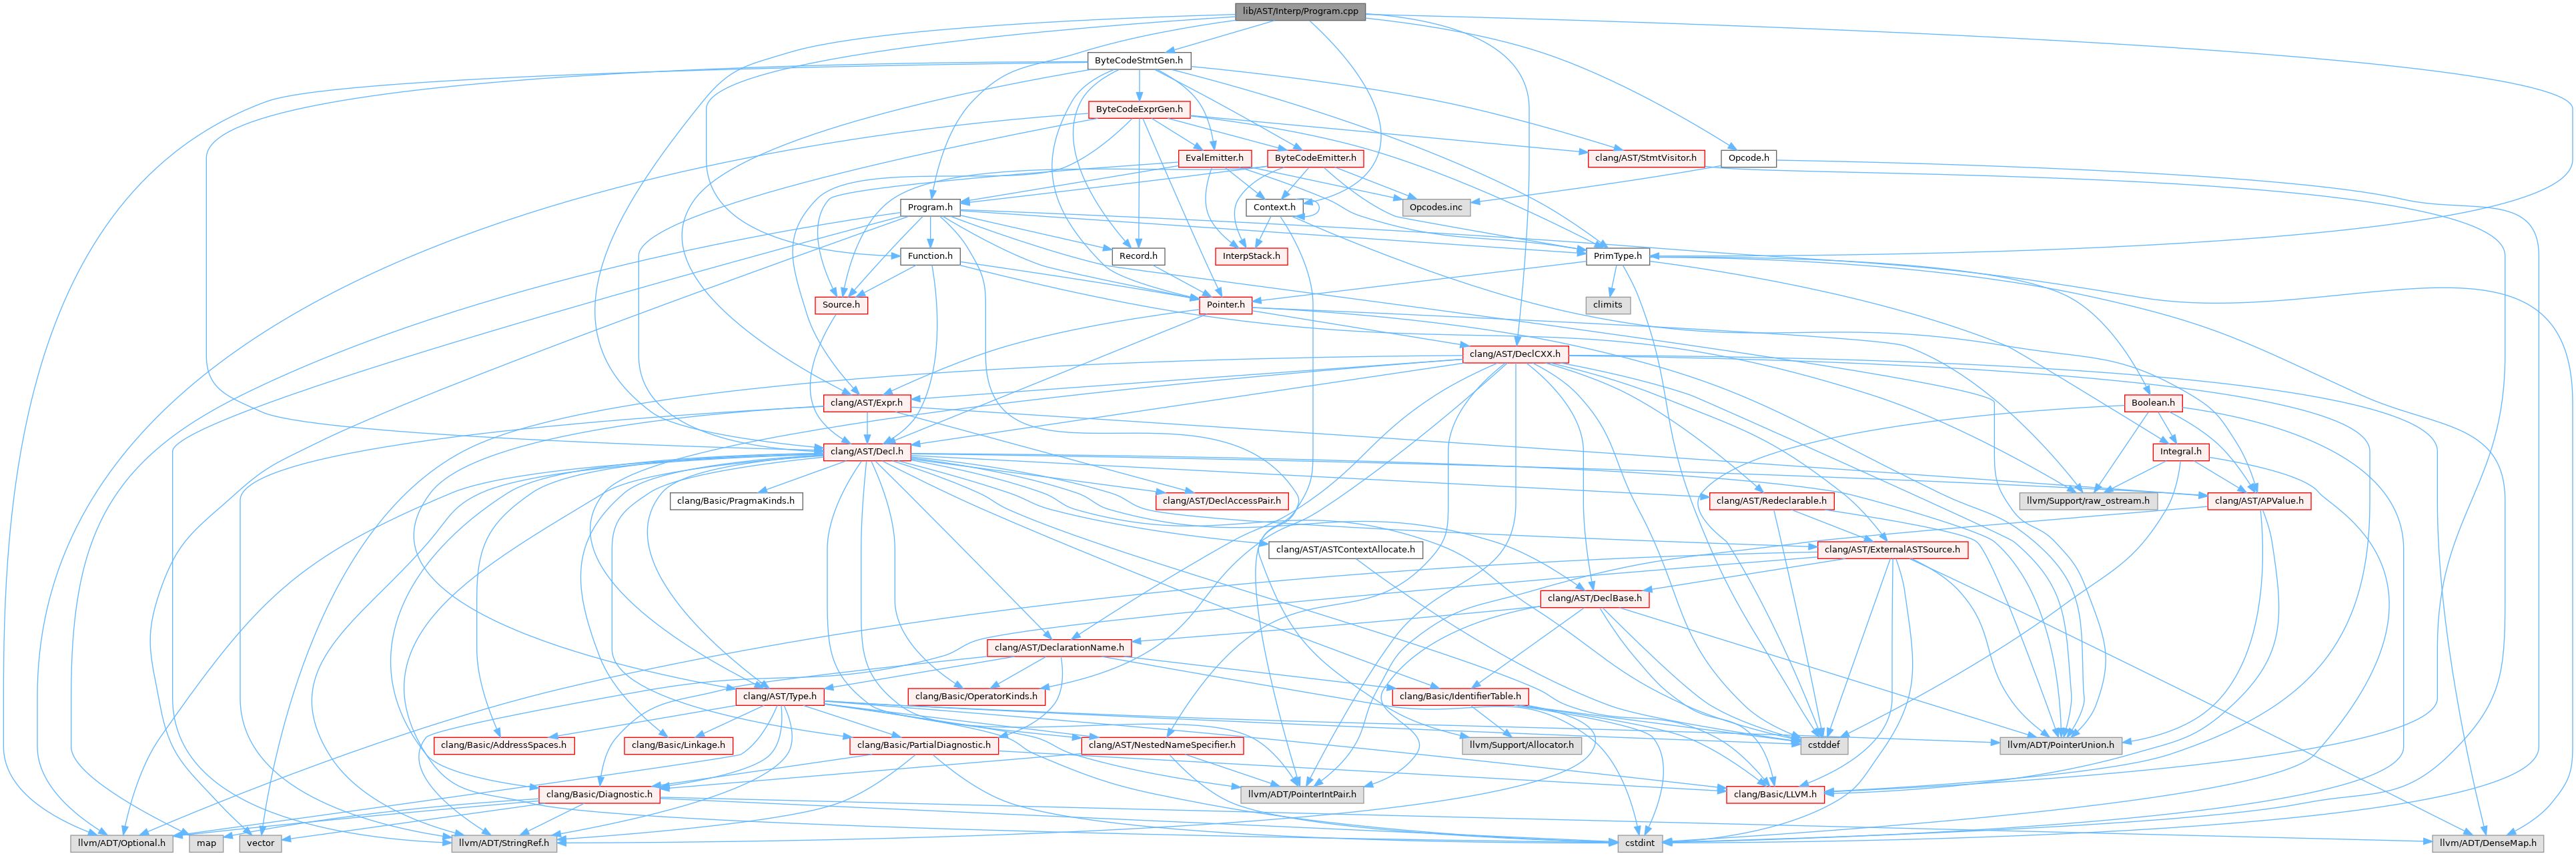 lib/AST/Interp/Program.cpp
ByteCodeStmtGen.h
ByteCodeExprGen.h
EvalEmitter.h
ByteCodeEmitter.h
clang/AST/StmtVisitor.h
Opcode.h
Program.h
Context.h
Opcodes.inc
Function.h
Record.h
InterpStack.h
PrimType.h
Source.h
Pointer.h
climits
clang/AST/DeclCXX.h
clang/AST/Expr.h
Boolean.h
clang/AST/Decl.h
Integral.h
clang/Basic/PragmaKinds.h
clang/AST/DeclAccessPair.h
clang/AST/Redeclarable.h
llvm/Support/raw_ostream.h
clang/AST/APValue.h
clang/AST/ASTContextAllocate.h
clang/AST/ExternalASTSource.h
clang/AST/DeclBase.h
clang/AST/DeclarationName.h
clang/AST/Type.h
clang/Basic/OperatorKinds.h
clang/Basic/IdentifierTable.h
clang/Basic/AddressSpaces.h
clang/Basic/Linkage.h
clang/Basic/PartialDiagnostic.h
clang/AST/NestedNameSpecifier.h
llvm/Support/Allocator.h
cstddef
llvm/ADT/PointerUnion.h
clang/Basic/Diagnostic.h
llvm/ADT/PointerIntPair.h
clang/Basic/LLVM.h
llvm/ADT/Optional.h
map
vector
llvm/ADT/StringRef.h
cstdint
llvm/ADT/DenseMap.h